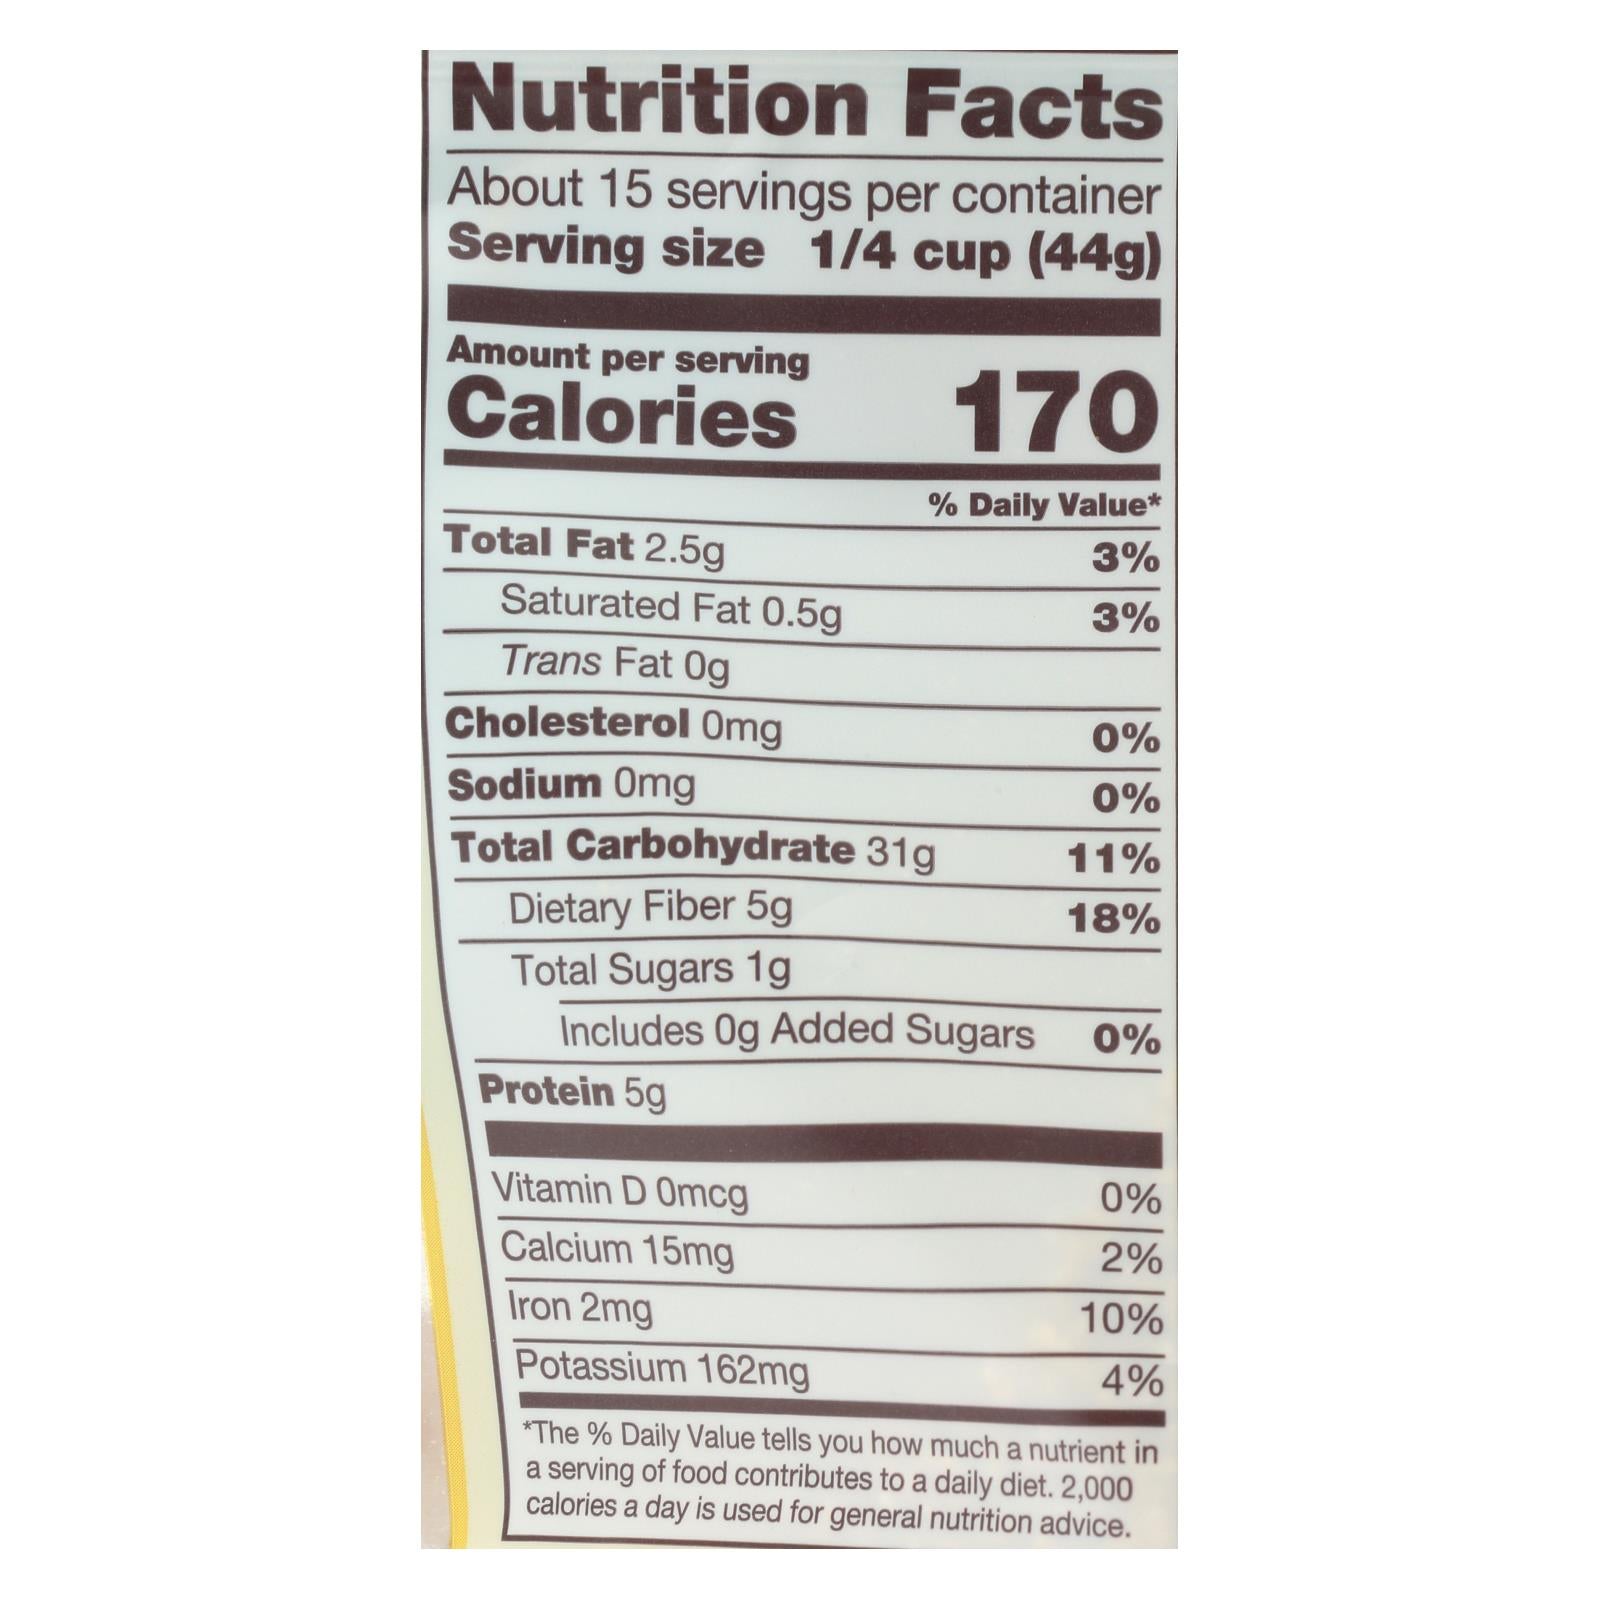 Nutrition Facts
About 15 servings per container
Serving size 1/4 cup (44g)
Amount per serving
Calories 170
% Daily Value*
Total Fat 2.5g 3%
Saturated Fat 0.5g 3%
Trans Fat 0g
Cholesterol 0mg 0%
Sodium 0mg 0%
Total Carbohydrate 31g 11%
Dietary Fiber 5g 18%
Total Sugars 1g
Includes 0g Added Sugars 0%
Protein 5g
Vitamin D 0mcg 0%
Calcium 15mg 2%
Iron 2mg 10%
Potassium 162mg 4%
*The % Daily Value tells you how much a nutrient in
a serving of food contributes to a daily diet. 2,000
calories a day is used for general nutrition advice.